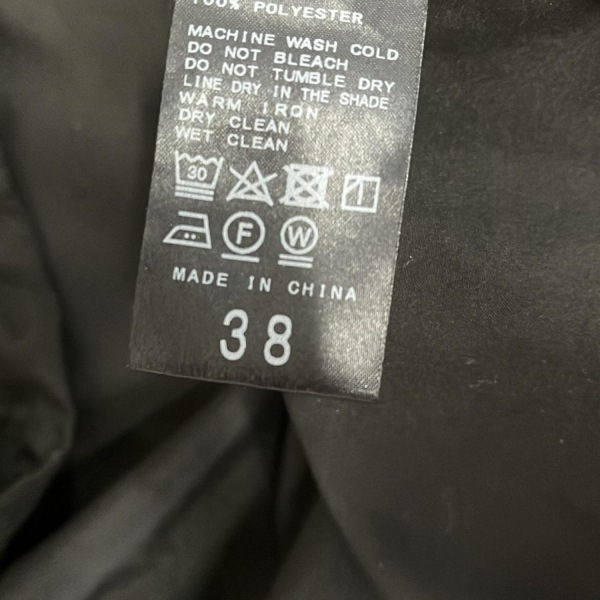 100% POLYESTER
MACHINE WASH COLD
DO NOT BLEACH
DO NOT TUMBLE DRY
LINE DRY IN THE SHADE
WARM IRON
DRY CLEAN
WET CLEAN
30
F W
MADE IN CHINA
38